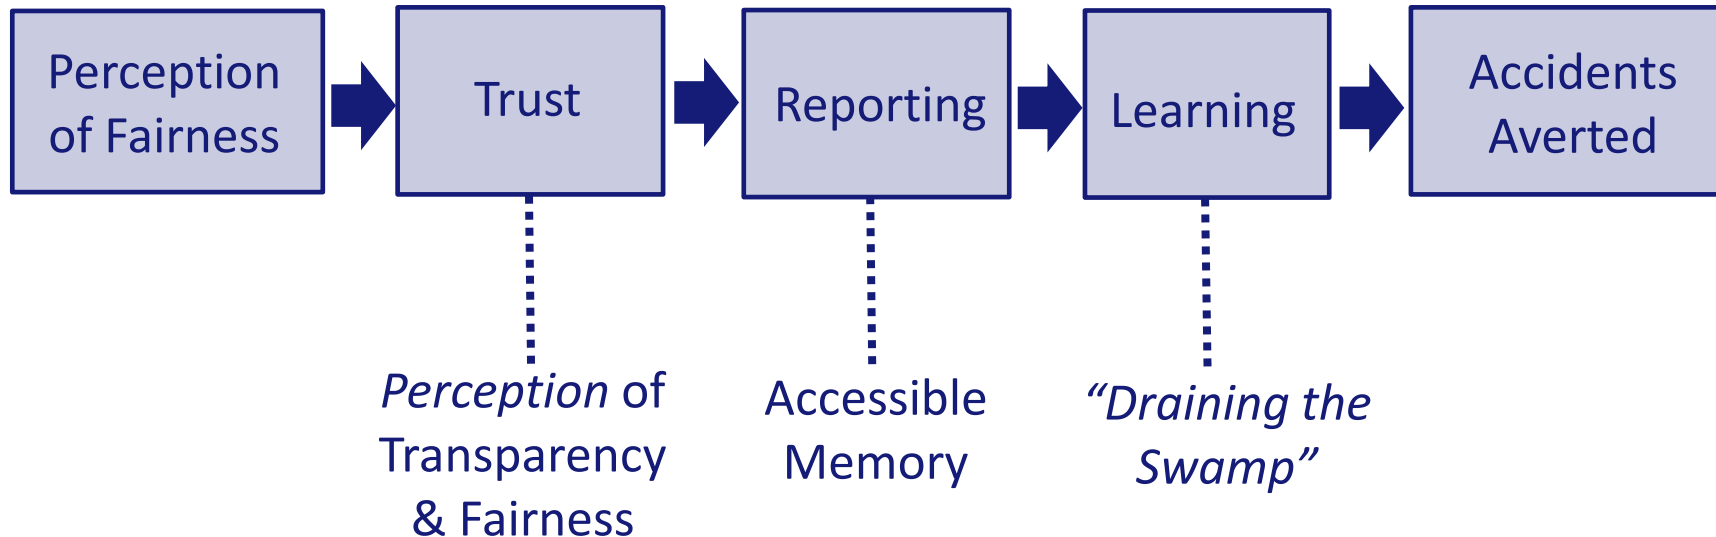 Perception
of Fairness
Trust
Reporting
Learning
Accidents
Averted
Perception of
Transparency
& Fairness
Accessible
Memory
“Draining the
Swamp”